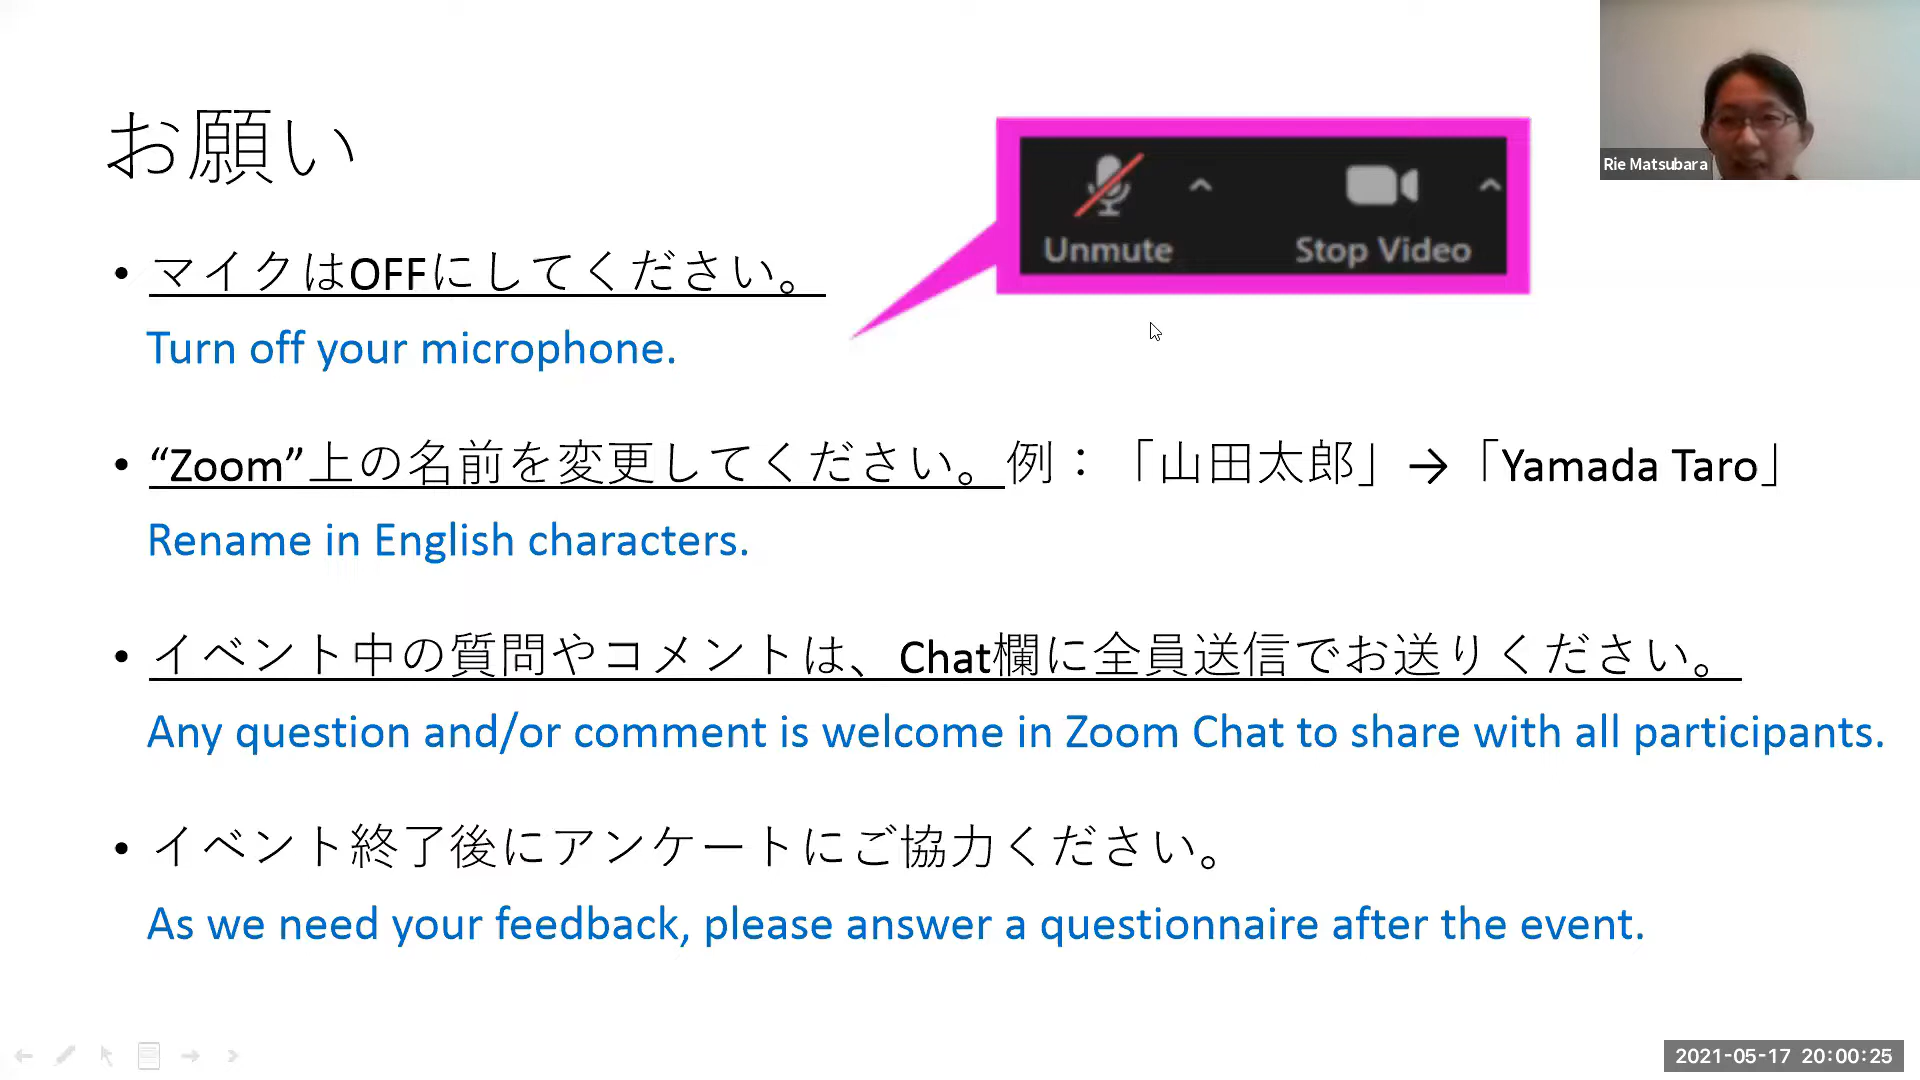 お願い
Unmute
Stop Video
Rie Matsubara
• マイクはOFFにしてください。
Turn off your microphone.
• “Zoom”上の名前を変更してください。例：「山田太郎」→「Yamada Taro」
Rename in English characters.
• イベント中の質問やコメントは、Chat欄に全員送信でお送りください。
Any question and/or comment is welcome in Zoom Chat to share with all participants.
• イベント終了後にアンケートにご協力ください。
As we need your feedback, please answer a questionnaire after the event.
2021-05-17 20:00:25